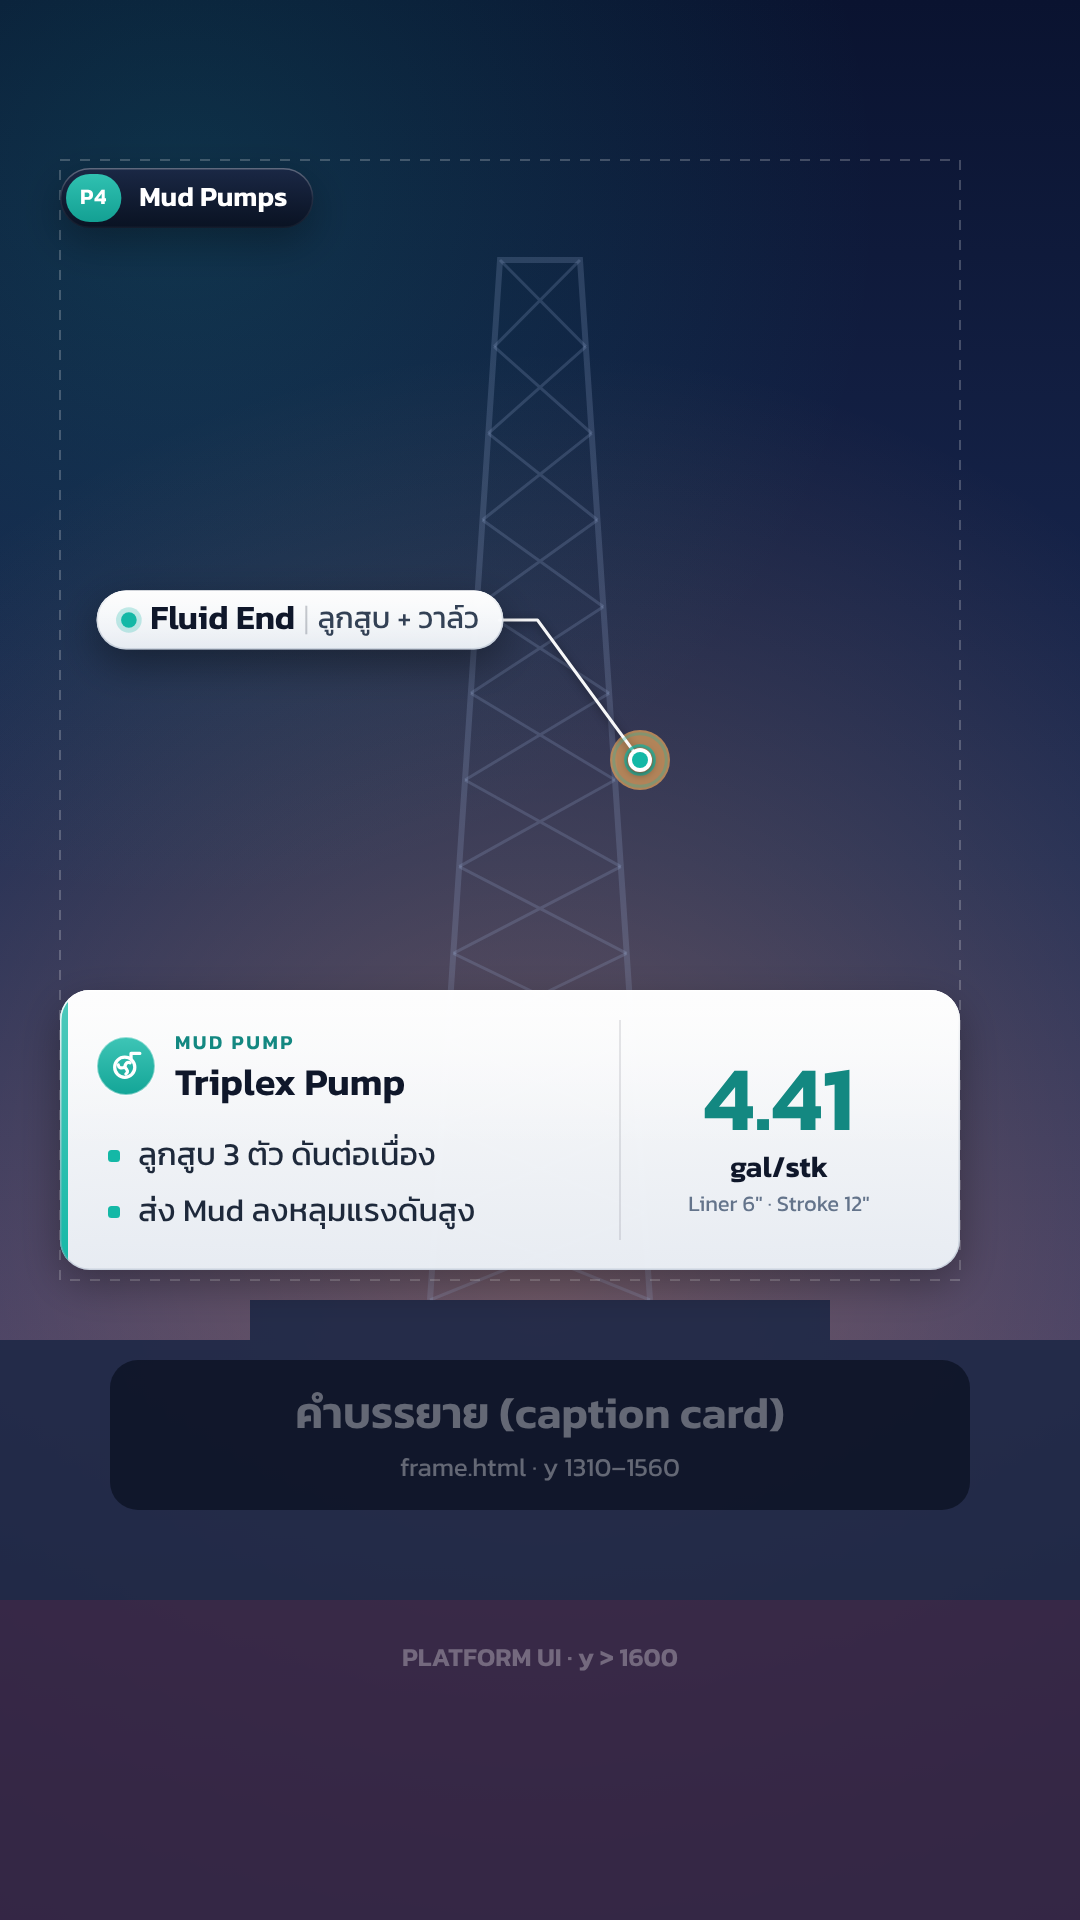 P4 Mud Pumps
Fluid End | ลูกสูบ + วาล์ว
MUD PUMP
Triplex Pump
ลูกสูบ 3 ตัว ดันต่อเนื่อง
ส่ง Mud ลงหลุมแรงดันสูง
4.41
gal/stk
Liner 6" · Stroke 12"
คำบรรยาย (caption card)
frame.html · y 1310–1560
PLATFORM UI · y > 1600